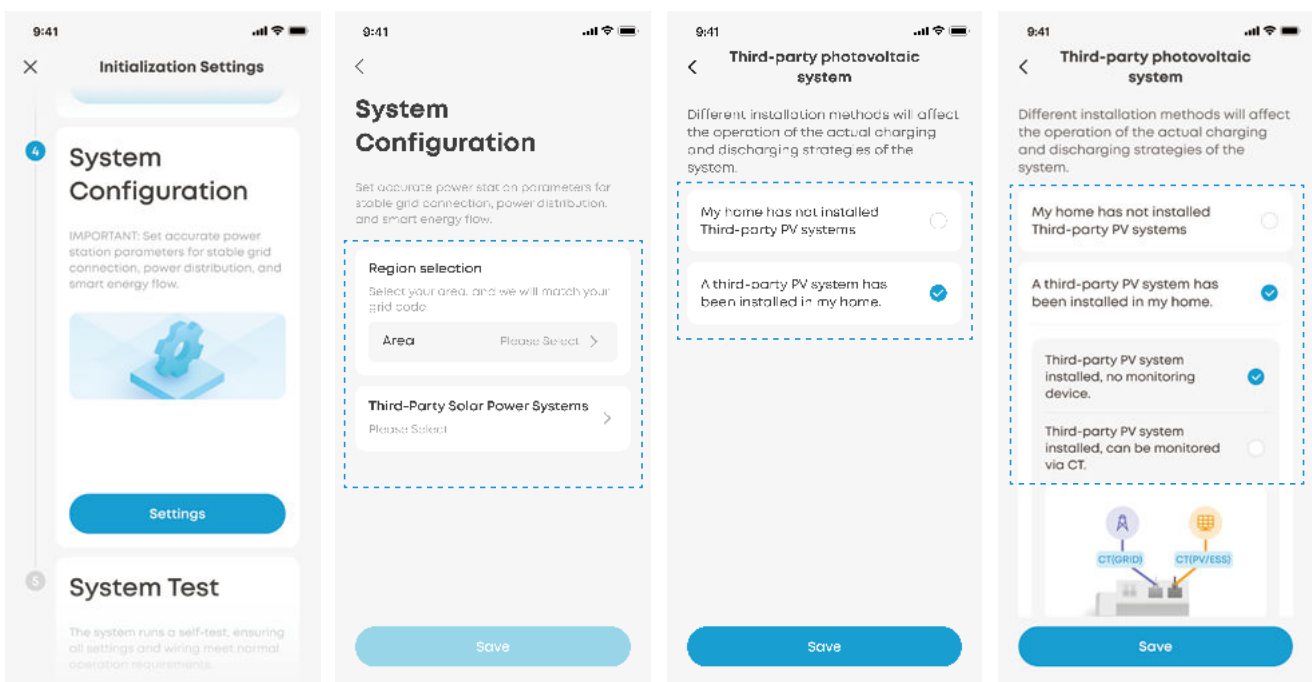 9:41
Initialization Settings
4
System
Configuration
IMPORTANT: Set accurate power
station parameters for stable grid
connection, power distribution, and
smart energy flow.
Settings
5
System Test
The system runs a self-test, ensuring
all settings and wiring meet normal
operation requirements.
9:41
System
Configuration
Set accurate power station parameters for
stable grid connection, power distribution,
and smart energy flow.
Region selection
Select your area, and we will match your
grid code
Area
Please Select
Third-Party Solar Power Systems
Please Select
Save
9:41
Third-party photovoltaic
system
Different installation methods will affect
the operation of the actual charging
and discharging strategies of the
system.
My home has not installed
Third-party PV systems
A third-party PV system has
been installed in my home.
Save
9:41
Third-party photovoltaic
system
Different installation methods will affect
the operation of the actual charging
and discharging strategies of the
system.
My home has not installed
Third-party PV systems
A third-party PV system has
been installed in my home.
Third-party PV system
installed, no monitoring
device.
Third-party PV system
installed, can be monitored
via CT.
CT(GRID)
CT(PV/ESS)
Save